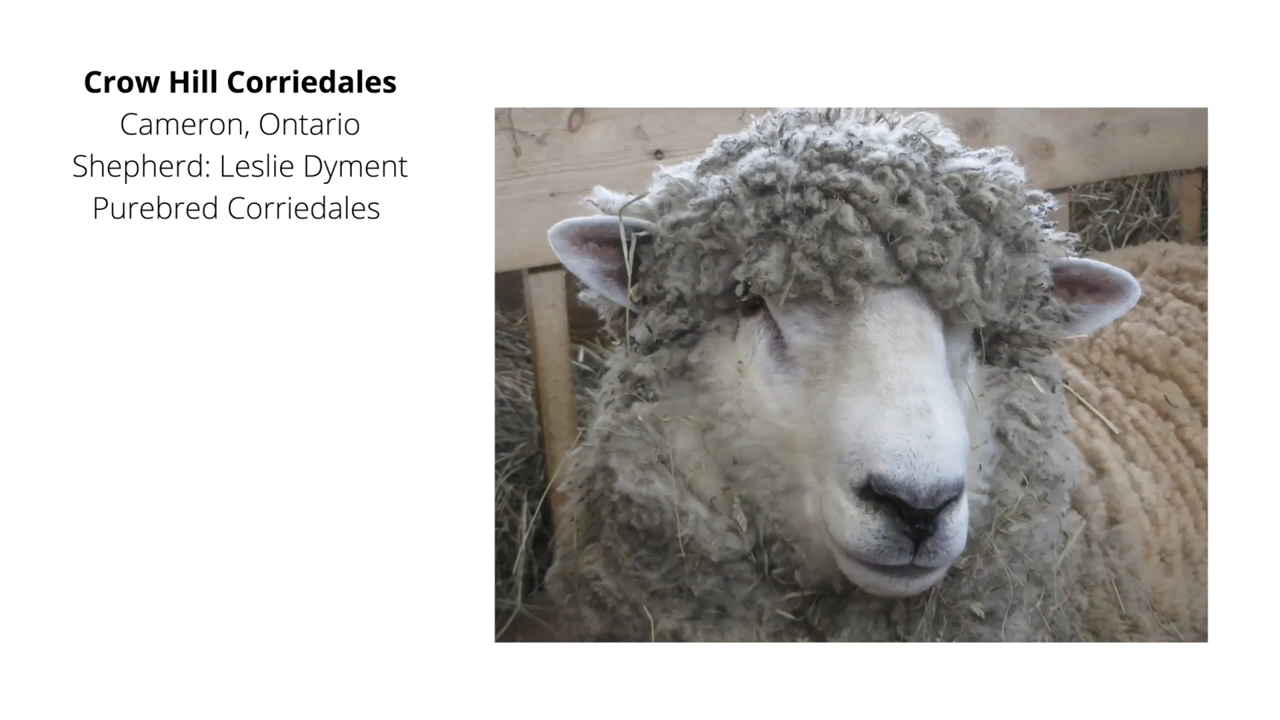 Crow Hill Corriedales
Cameron, Ontario
Shepherd: Leslie Dyment
Purebred Corriedales